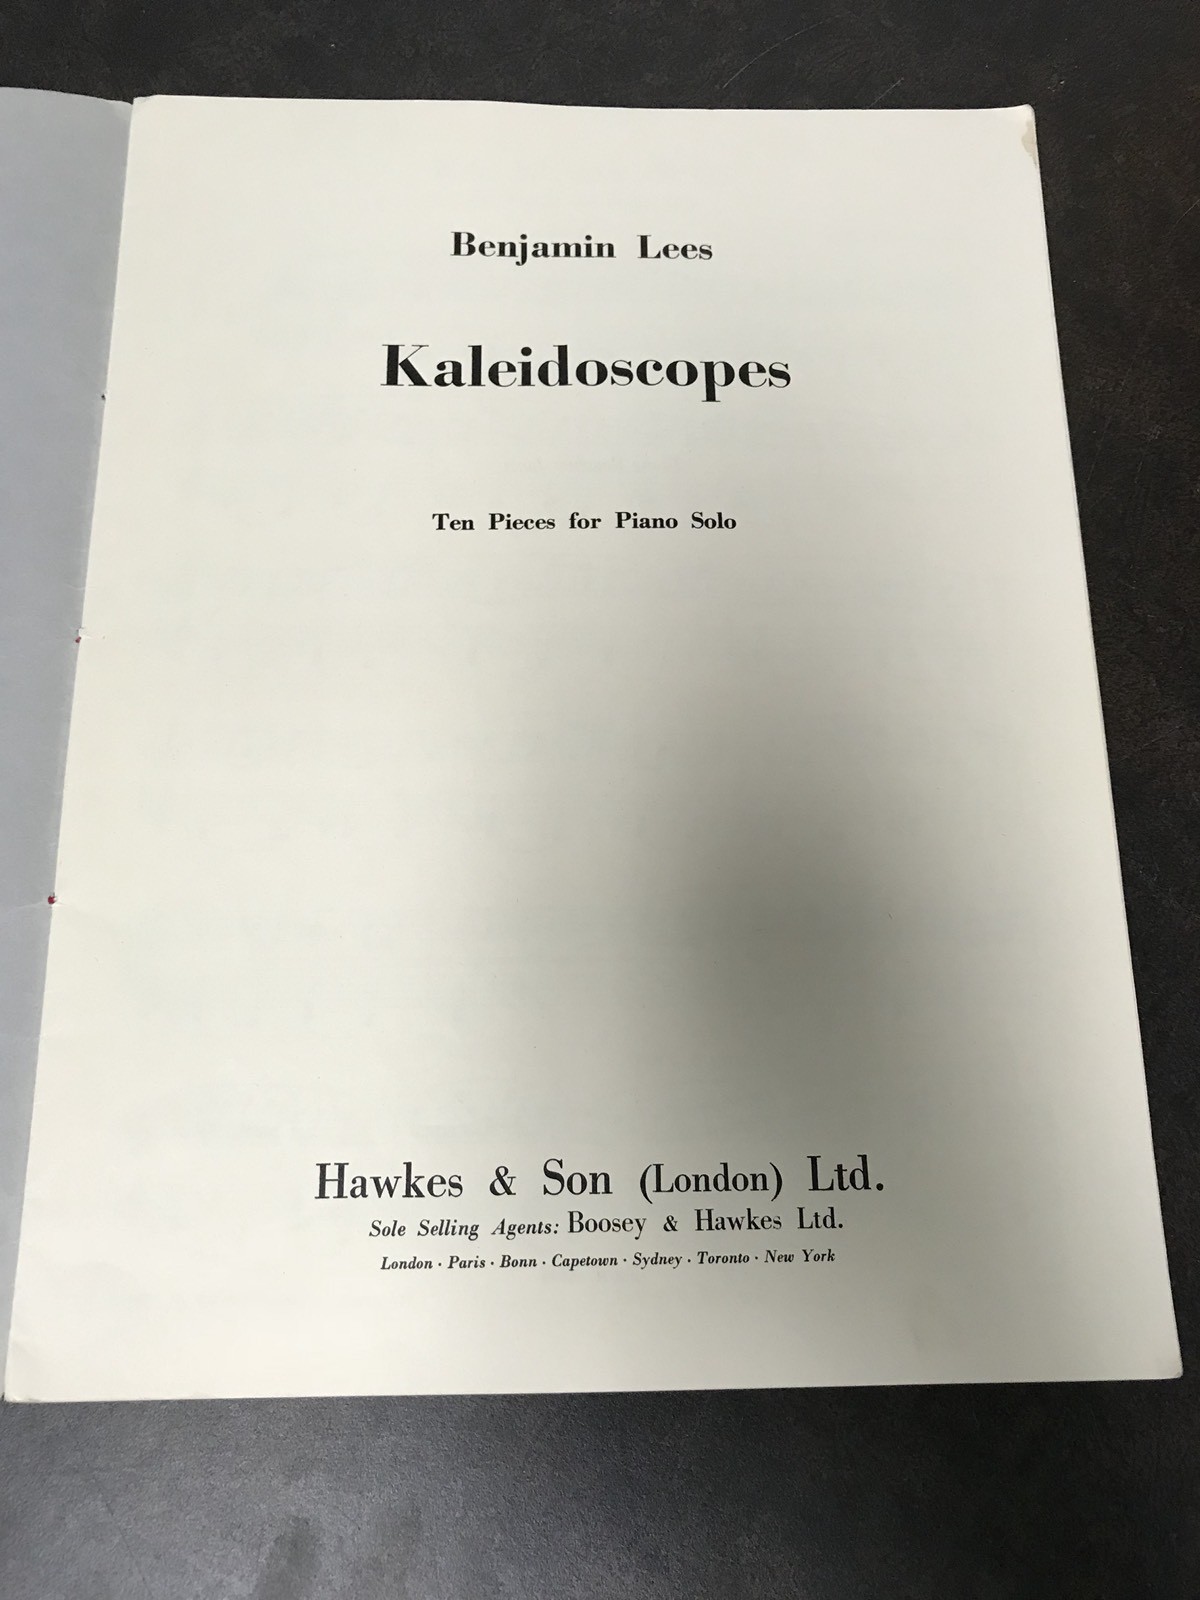 Benjamin Lees
Kaleidoscopes
Ten Pieces for Piano Solo
Hawkes & Son (London) Ltd.
Sole Selling Agents: Boosey & Hawkes Ltd.
London · Paris · Bonn · Capetown · Sydney · Toronto · New York